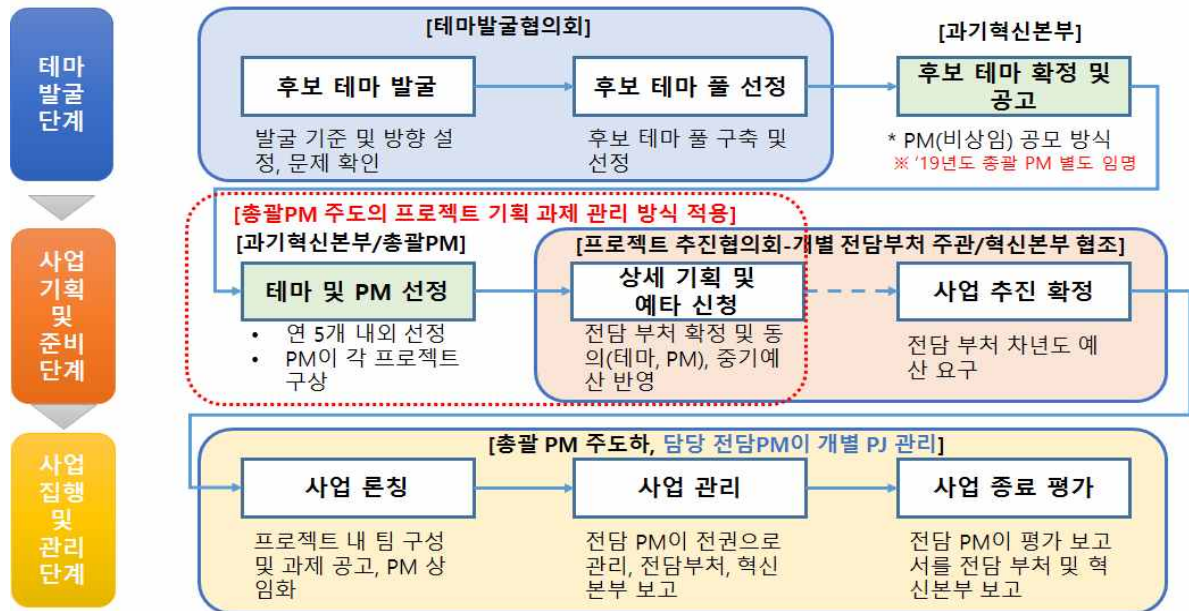 테마
발굴
단계
[테마발굴협의회]
후보 테마 발굴
발굴 기준 및 방향 설
정, 문제 확인
후보 테마 풀 선정
후보 테마 풀 구축 및
선정
[과기혁신본부]
후보 테마 확정 및
공고
* PM(비상임) 공모 방식
※ '19년도 총괄 PM 별도 임명
사업
기획
및
준비
단계
[총괄PM 주도의 프로젝트 기획 과제 관리 방식 적용]
[과기혁신본부/총괄PM]
테마 및 PM 선정
• 연 5개 내외 선정
• PM이 각 프로젝트
구상
[프로젝트 추진협의회-개별 전담부처 주관/혁신본부 협조]
상세 기획 및
예타 신청
전담 부처 확정 및 동
의(테마, PM), 중기예
산 반영
사업 추진 확정
전담 부처 차년도 예
산 요구
사업
집행
및
관리
단계
[총괄 PM 주도하, 담당 전담PM이 개별 PJ 관리]
사업 론칭
프로젝트 내 팀 구성
및 과제 공고, PM 상
임화
사업 관리
전담 PM이 전권으로
관리, 전담부처, 혁신
본부 보고
사업 종료 평가
전담 PM이 평가 보고
서를 전담 부처 및 혁
신본부 보고